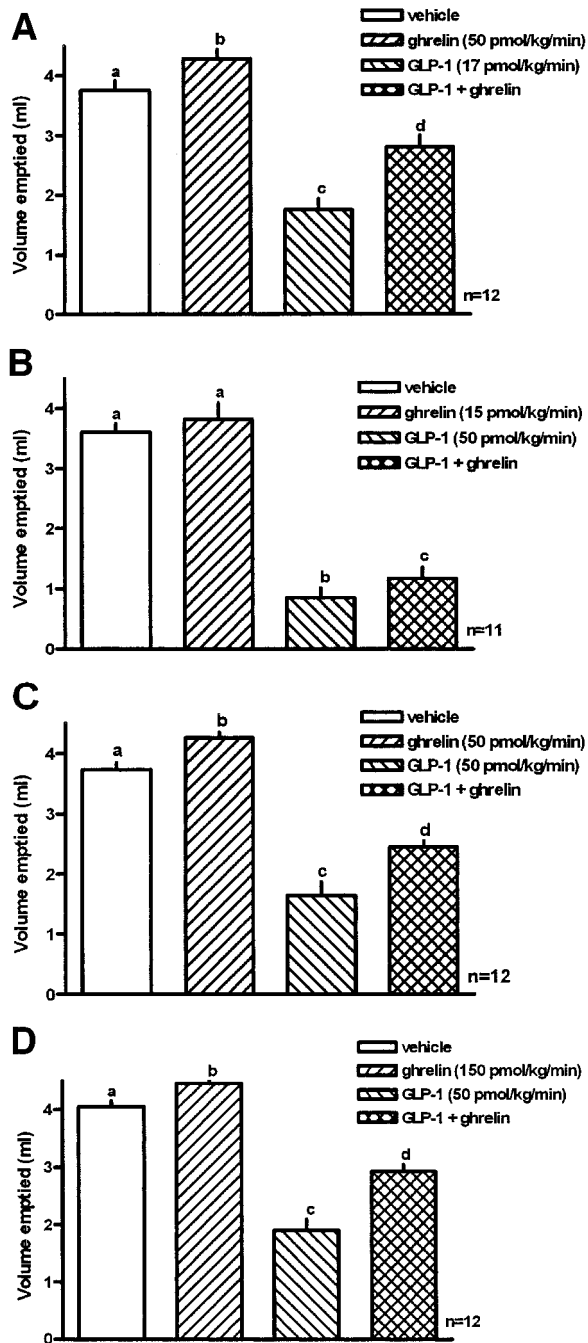 A
vehicle
ghrelin (50 pmol/kg/min)
GLP-1 (17 pmol/kg/min)
GLP-1 + ghrelin
Volume emptied (ml)
4
3
2
1
0
a
b
c
d
n=12
B
vehicle
ghrelin (15 pmol/kg/min)
GLP-1 (50 pmol/kg/min)
GLP-1 + ghrelin
Volume emptied (ml)
4
3
2
1
0
a
a
b
c
n=11
C
vehicle
ghrelin (50 pmol/kg/min)
GLP-1 (50 pmol/kg/min)
GLP-1 + ghrelin
Volume emptied (ml)
4
3
2
1
0
a
b
c
d
n=12
D
vehicle
ghrelin (150 pmol/kg/min)
GLP-1 (50 pmol/kg/min)
GLP-1 + ghrelin
Volume emptied (ml)
4
3
2
1
0
a
b
c
d
n=12